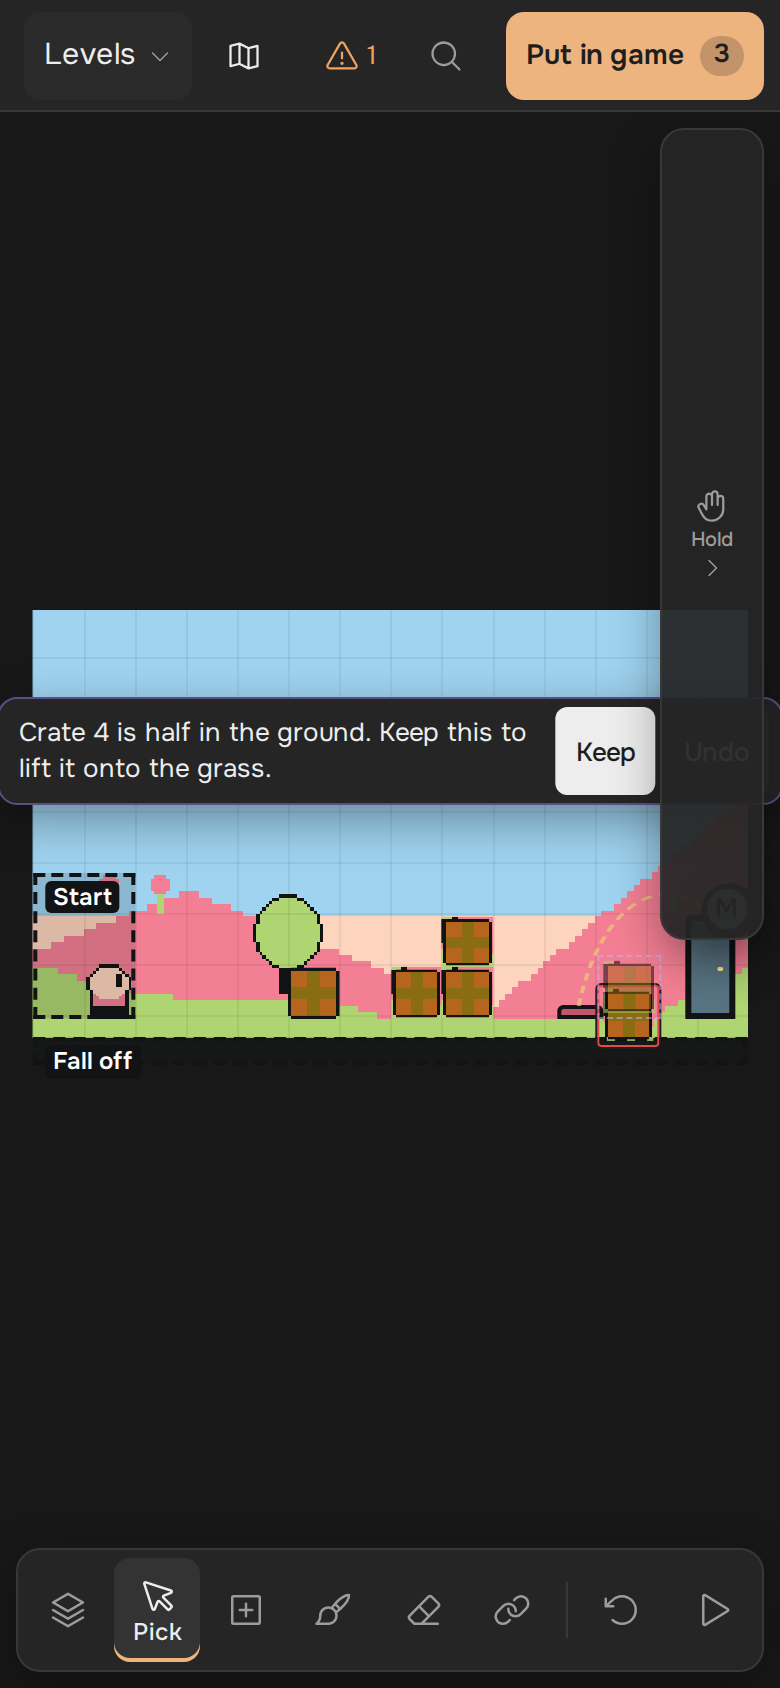 Levels
1
Put in game 3
Hold
Crate 4 is half in the ground. Keep this to
lift it onto the grass.
Keep
Undo
Start
M
Fall off
Pick